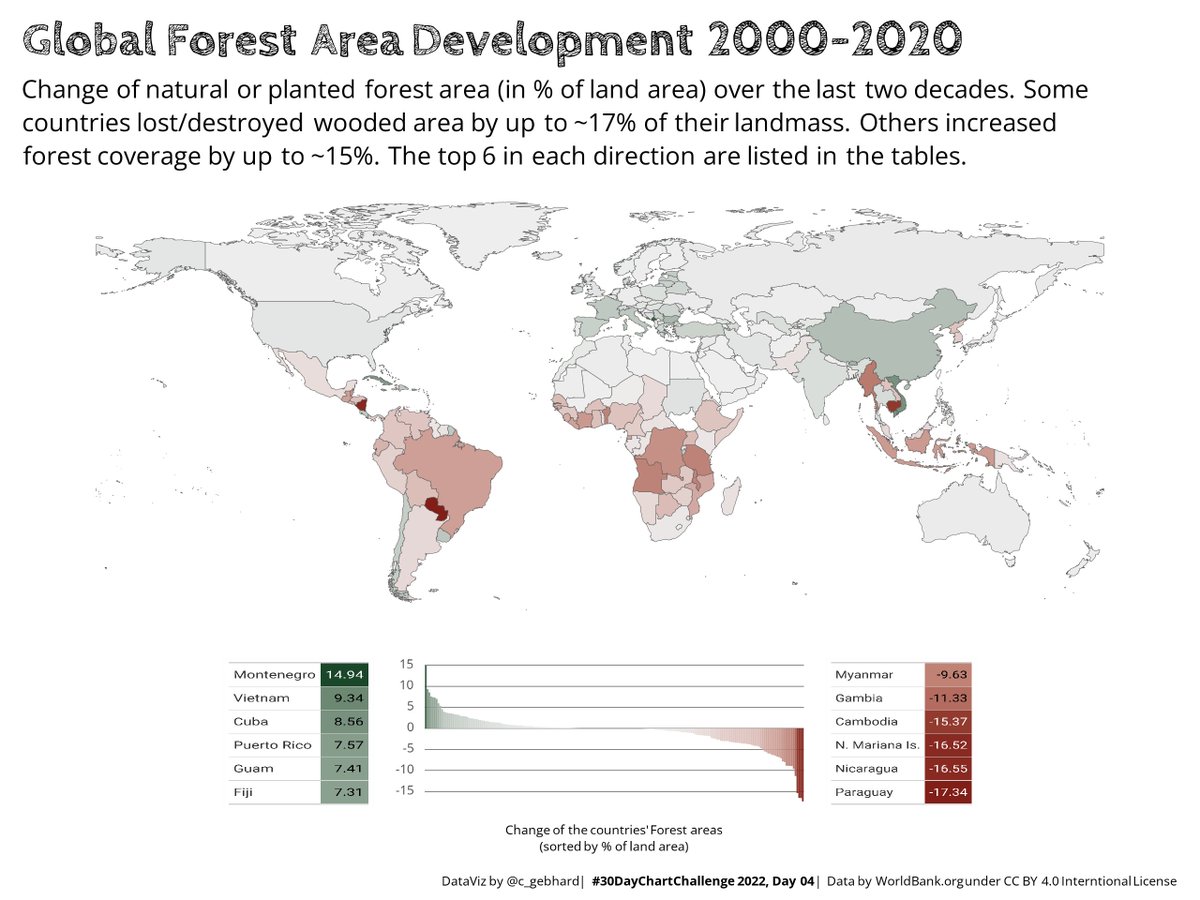 Global Forest Area Development 2000-2020
Change of natural or planted forest area (in % of land area) over the last two decades. Some
countries lost/destroyed wooded area by up to ~17% of their landmass. Others increased
forest coverage by up to ~15%. The top 6 in each direction are listed in the tables.
Montenegro 14.94
Vietnam 9.34
Cuba 8.56
Puerto Rico 7.57
Guam 7.41
Fiji 7.31
15
10
5
0
-5
-10
-15
Myanmar -9.63
Gambia -11.33
Cambodia -15.37
N. Mariana Is. -16.52
Nicaragua -16.55
Paraguay -17.34
Change of the countries' Forest areas
(sorted by % of land area)
DataViz by @c_gebhard| #30DayChartChallenge 2022, Day 04| Data by WorldBank.org under CC BY 4.0 Interntional License